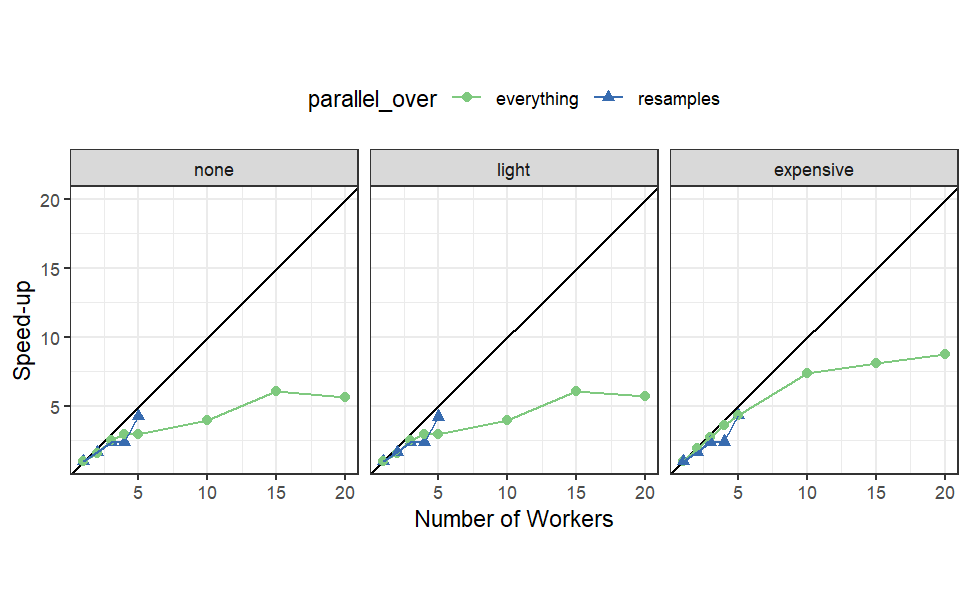 parallel_over everything resamples
none light expensive
20
15
10
5
Speed-up
5 10 15 20 5 10 15 20 5 10 15 20
Number of Workers